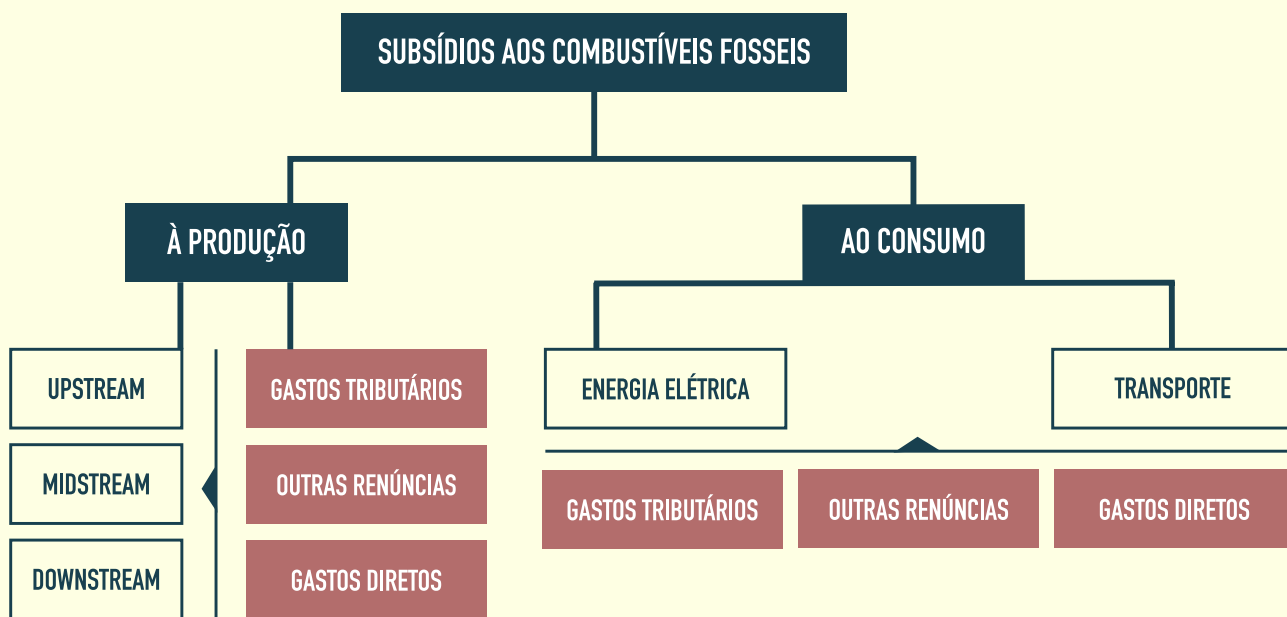 SUBSÍDIOS AOS COMBUSTÍVEIS FOSSEIS
À PRODUÇÃO
AO CONSUMO
UPSTREAM
MIDSTREAM
DOWNSTREAM
GASTOS TRIBUTÁRIOS
OUTRAS RENÚNCIAS
GASTOS DIRETOS
ENERGIA ELÉTRICA
TRANSPORTE
GASTOS TRIBUTÁRIOS
OUTRAS RENÚNCIAS
GASTOS DIRETOS